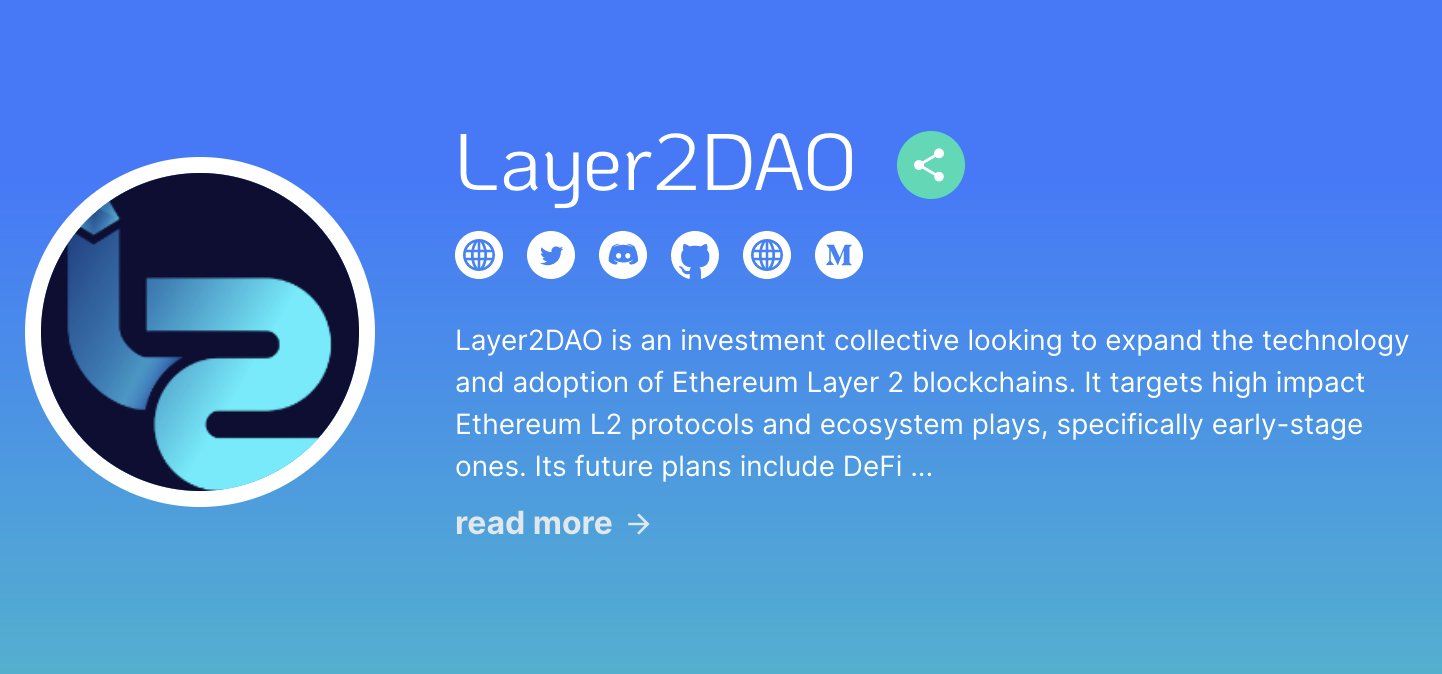 Layer2DAO
L2
M
Layer2DAO is an investment collective looking to expand the technology
and adoption of Ethereum Layer 2 blockchains. It targets high impact
Ethereum L2 protocols and ecosystem plays, specifically early-stage
ones. Its future plans include DeFi ...
read more →